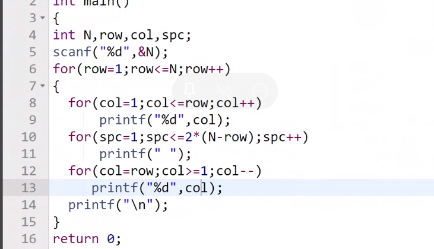 2 int main()
3 {
4 int N,row,col,spc;
5 scanf("%d",&N);
6 for(row=1;row<=N;row++)
7 {
8 for(col=1;col<=row;col++)
9 printf("%d",col);
10 for(spc=1;spc<=2*(N-row);spc++)
11 printf(" ");
12 for(col=row;col>=1;col--)
13 printf("%d",col);
14 printf("\n");
15 }
16 return 0;